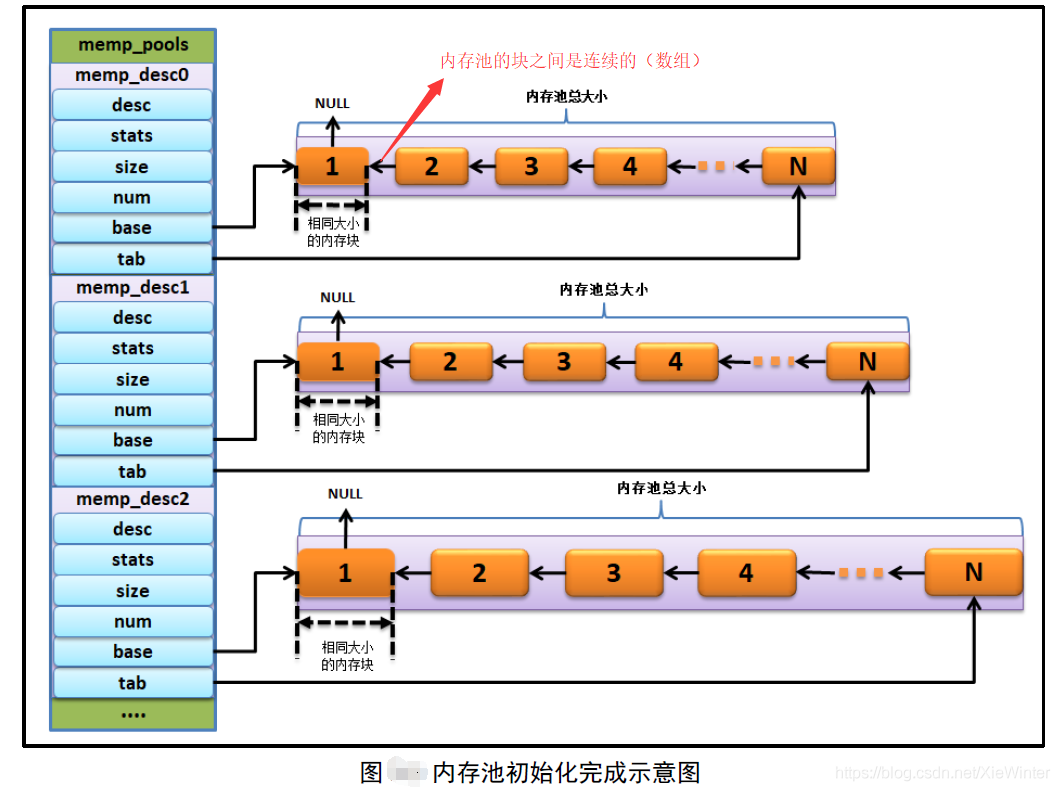 memp_pools
memp_desc0
desc
stats
size
num
base
tab
memp_desc1
desc
stats
size
num
base
tab
memp_desc2
desc
stats
size
num
base
tab
....
内存池的块之间是连续的（数组）
内存池总大小
NULL
1 2 3 4 N
相同大小
的内存块
内存池总大小
NULL
1 2 3 4 N
相同大小
的内存块
内存池总大小
NULL
1 2 3 4 N
相同大小
的内存块
图 内存池初始化完成示意图
https://blog.csdn.net/XieWinter